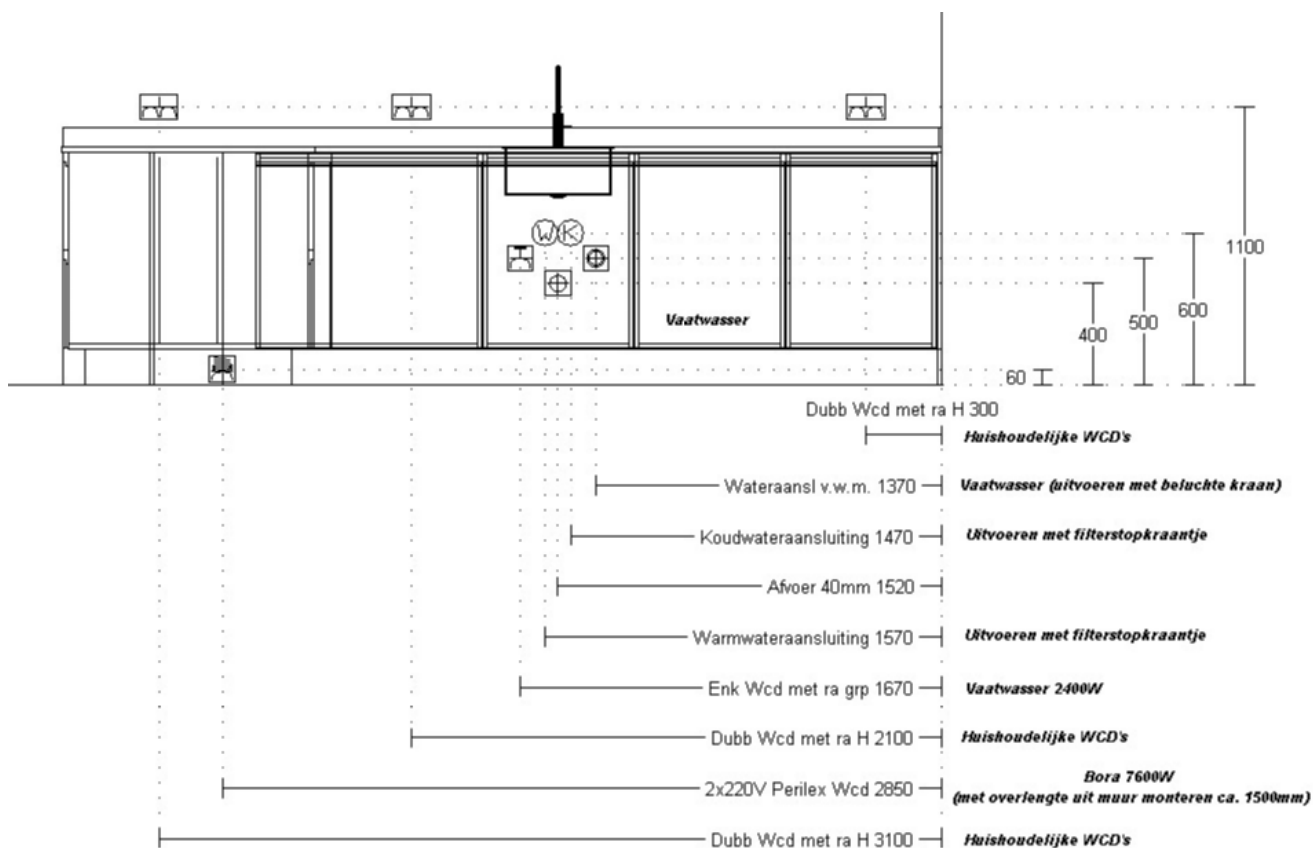 W K
1100
600
500
400
60
Vaatwasser
Dubb Wcd met ra H 300
Huishoudelijke WCD's
Wateraansl v.w.m. 1370 Vaatwasser (uitvoeren met beluchte kraan)
Koudwateraansluiting 1470 Uitvoeren met filterstopkraantje
Afvoer 40mm 1520
Warmwateraansluiting 1570 Uitvoeren met filterstopkraantje
Enk Wcd met ra grp 1670 Vaatwasser 2400W
Dubb Wcd met ra H 2100 Huishoudelijke WCD's
2x220V Perilex Wcd 2850 Bora 7600W
(met overlengte uit muur monteren ca. 1500mm)
Dubb Wcd met ra H 3100 Huishoudelijke WCD's